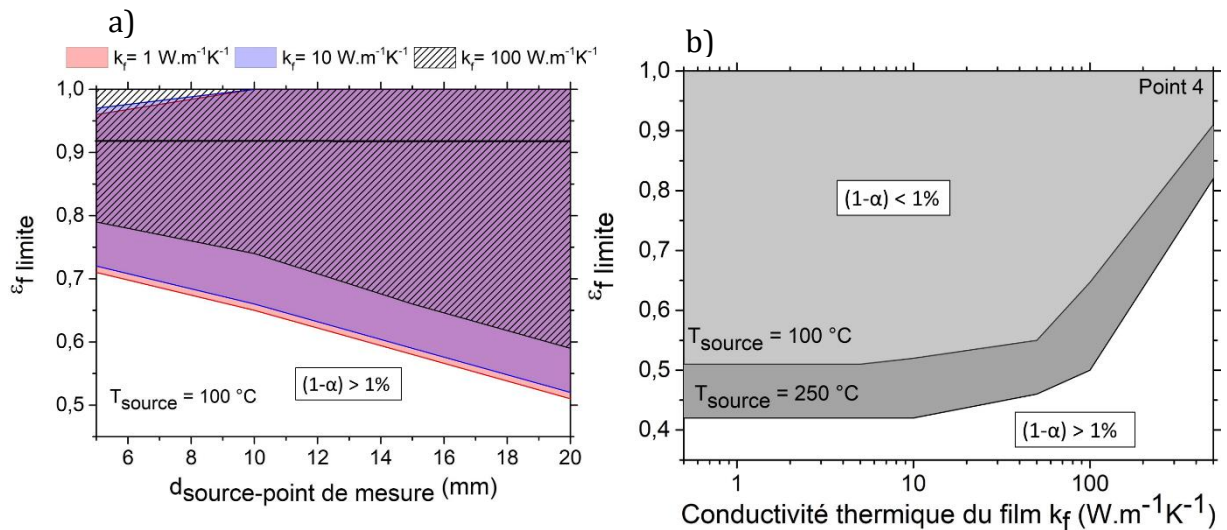 a)
k_f= 1 W.m⁻¹K⁻¹ k_f= 10 W.m⁻¹K⁻¹ k_f= 100 W.m⁻¹K⁻¹
1,0
0,9
0,8
0,7
0,6
0,5
ε_f limite
T_source = 100 °C
(1-α) > 1%
6 8 10 12 14 16 18 20
d_source-point de mesure (mm)
b)
1,0
0,9
0,8
0,7
0,6
0,5
0,4
ε_f limite
Point 4
(1-α) < 1%
T_source = 100 °C
T_source = 250 °C
(1-α) > 1%
1 10 100
Conductivité thermique du film k_f (W.m⁻¹K⁻¹)